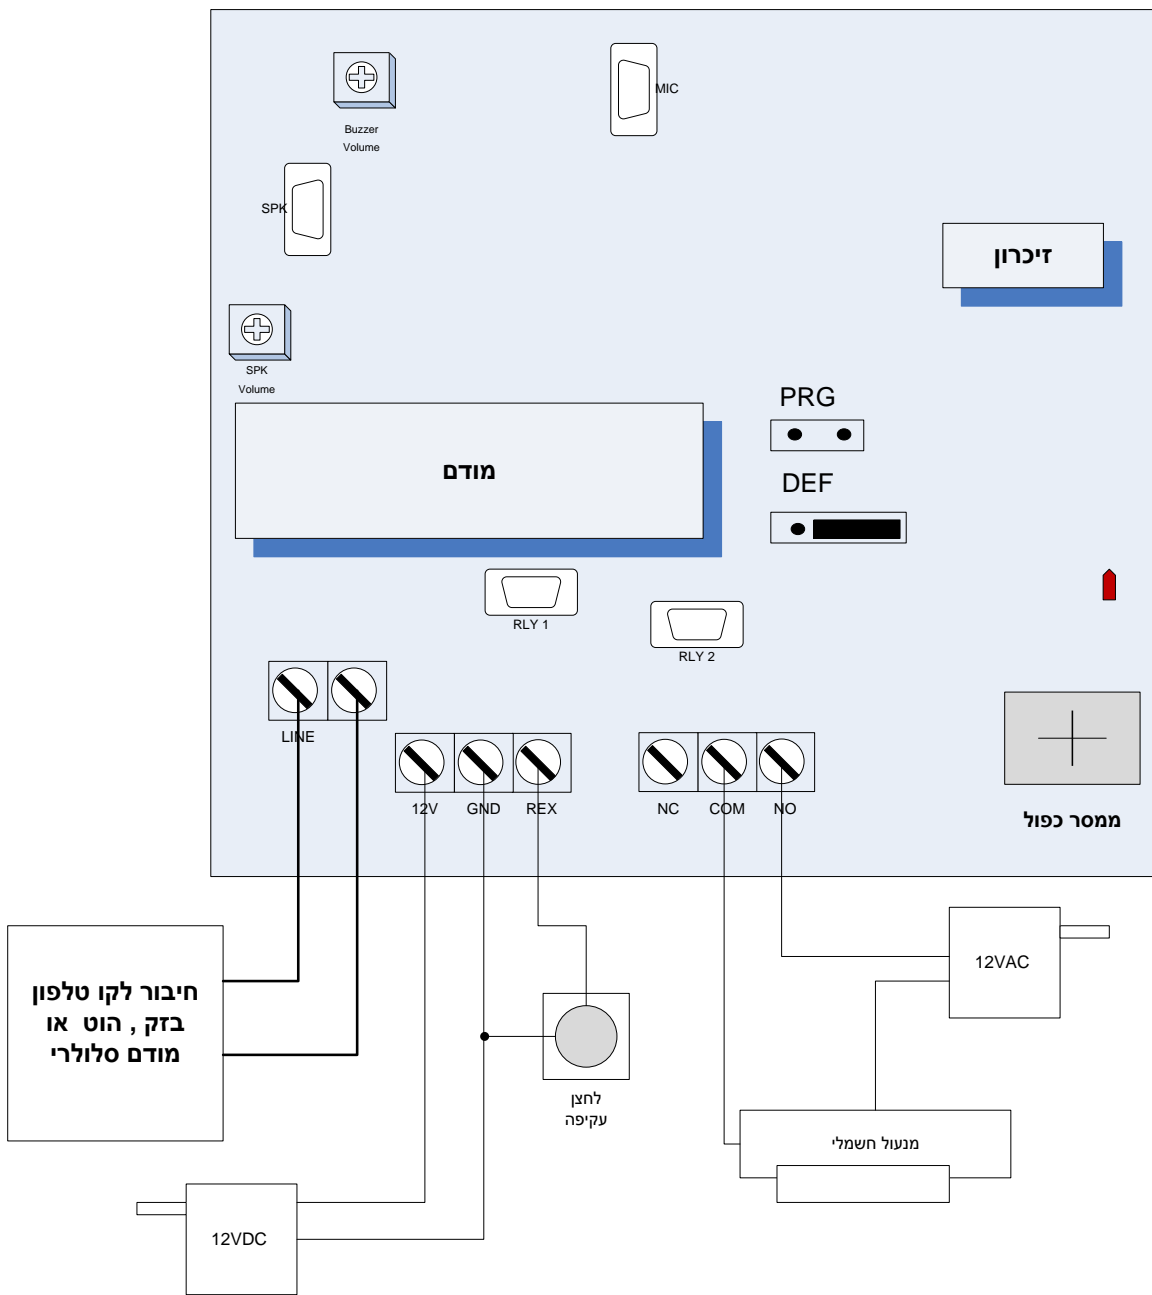 Buzzer
Volume
MIC
SPK
זיכרון
SPK
Volume
PRG
מודם
DEF
RLY 1
RLY 2
LINE
12V
GND
REX
NC
COM
NO
ממסר כפול
12VAC
חיבור לקו טלפון
בזק , הוט או
מודם סלולרי
לחצן
עקיפה
מנעול חשמלי
12VDC